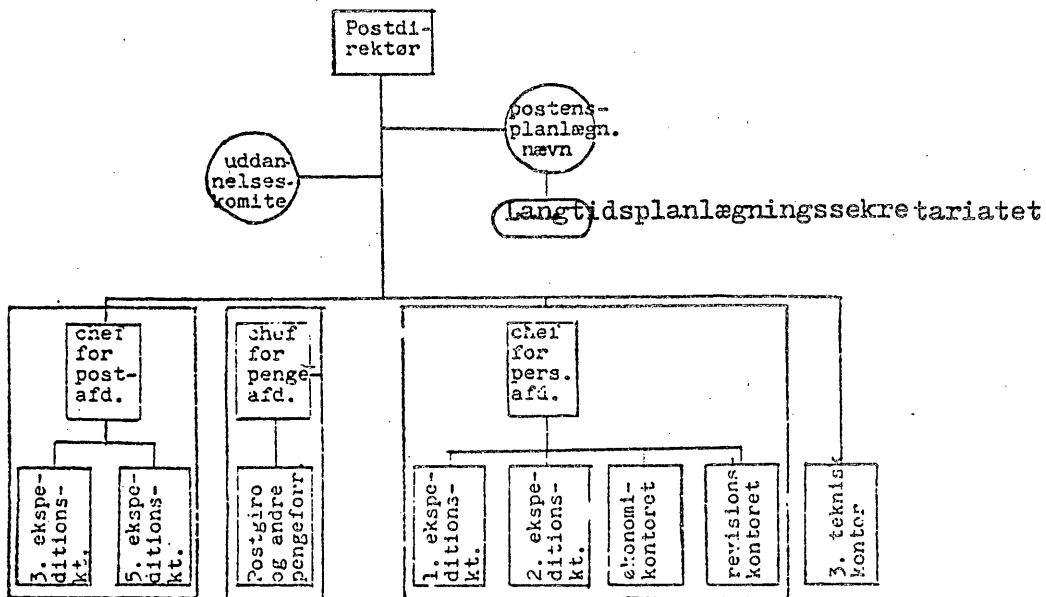 Postdi-
rektør
postens-
planlægn.
nævn
uddan-
nelses-
komite
Langtidsplanlægningssekretariatet
chef
for
post-
afd.
chef
for
penge-
afd.
chef
for
pers.
afd.
3. ekspe-
ditions-
kt.
5. ekspe-
ditions-
kt.
Postgiro
og andre
pengeforr.
1. ekspe-
ditions-
kt.
2. ekspe-
ditions-
kt.
økonomi-
kontoret
revisions-
kontoret
3. teknisk
kontor